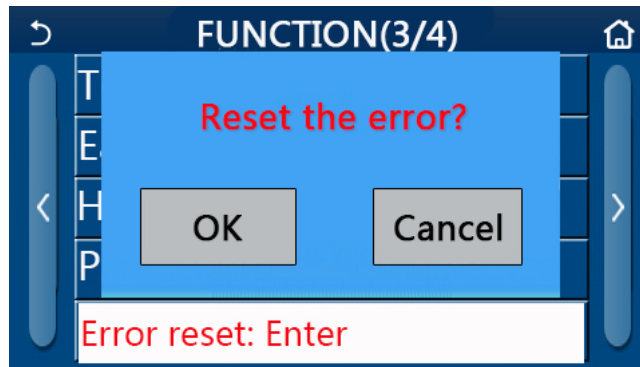 FUNCTION(3/4)
T
Reset the error?
E
H
OK
Cancel
P
Error reset: Enter